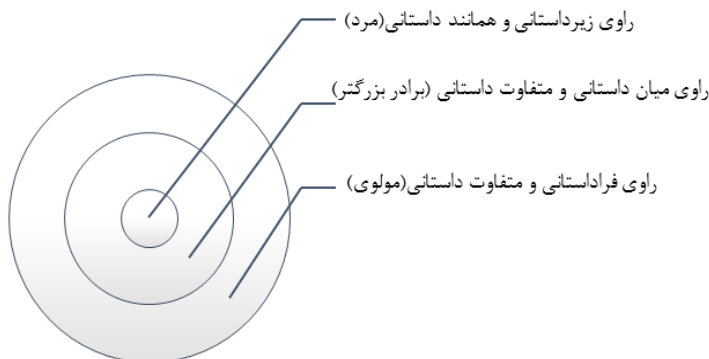 راوی زیرداستانی و همانند داستانی(مرد)
راوی میان داستانی و متفاوت داستانی (برادر بزرگتر)
راوی فراداستانی و متفاوت داستانی(مولوی)